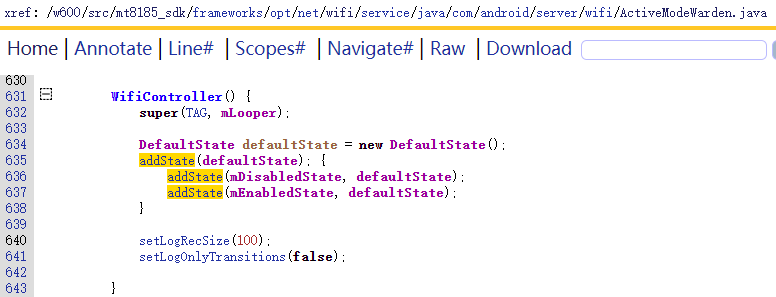 xref: /w600/src/mt8185_sdk/frameworks/opt/net/wifi/service/java/com/android/server/wifi/ActiveModeWarden.java
Home | Annotate | Line# | Scopes# | Navigate# | Raw | Download
630
631 WifiController() {
632 super(TAG, mLooper);
633
634 DefaultState defaultState = new DefaultState();
635 addState(defaultState); {
636 addState(mDisabledState, defaultState);
637 addState(mEnabledState, defaultState);
638 }
639
640 setLogRecSize(100);
641 setLogOnlyTransitions(false);
642
643 }